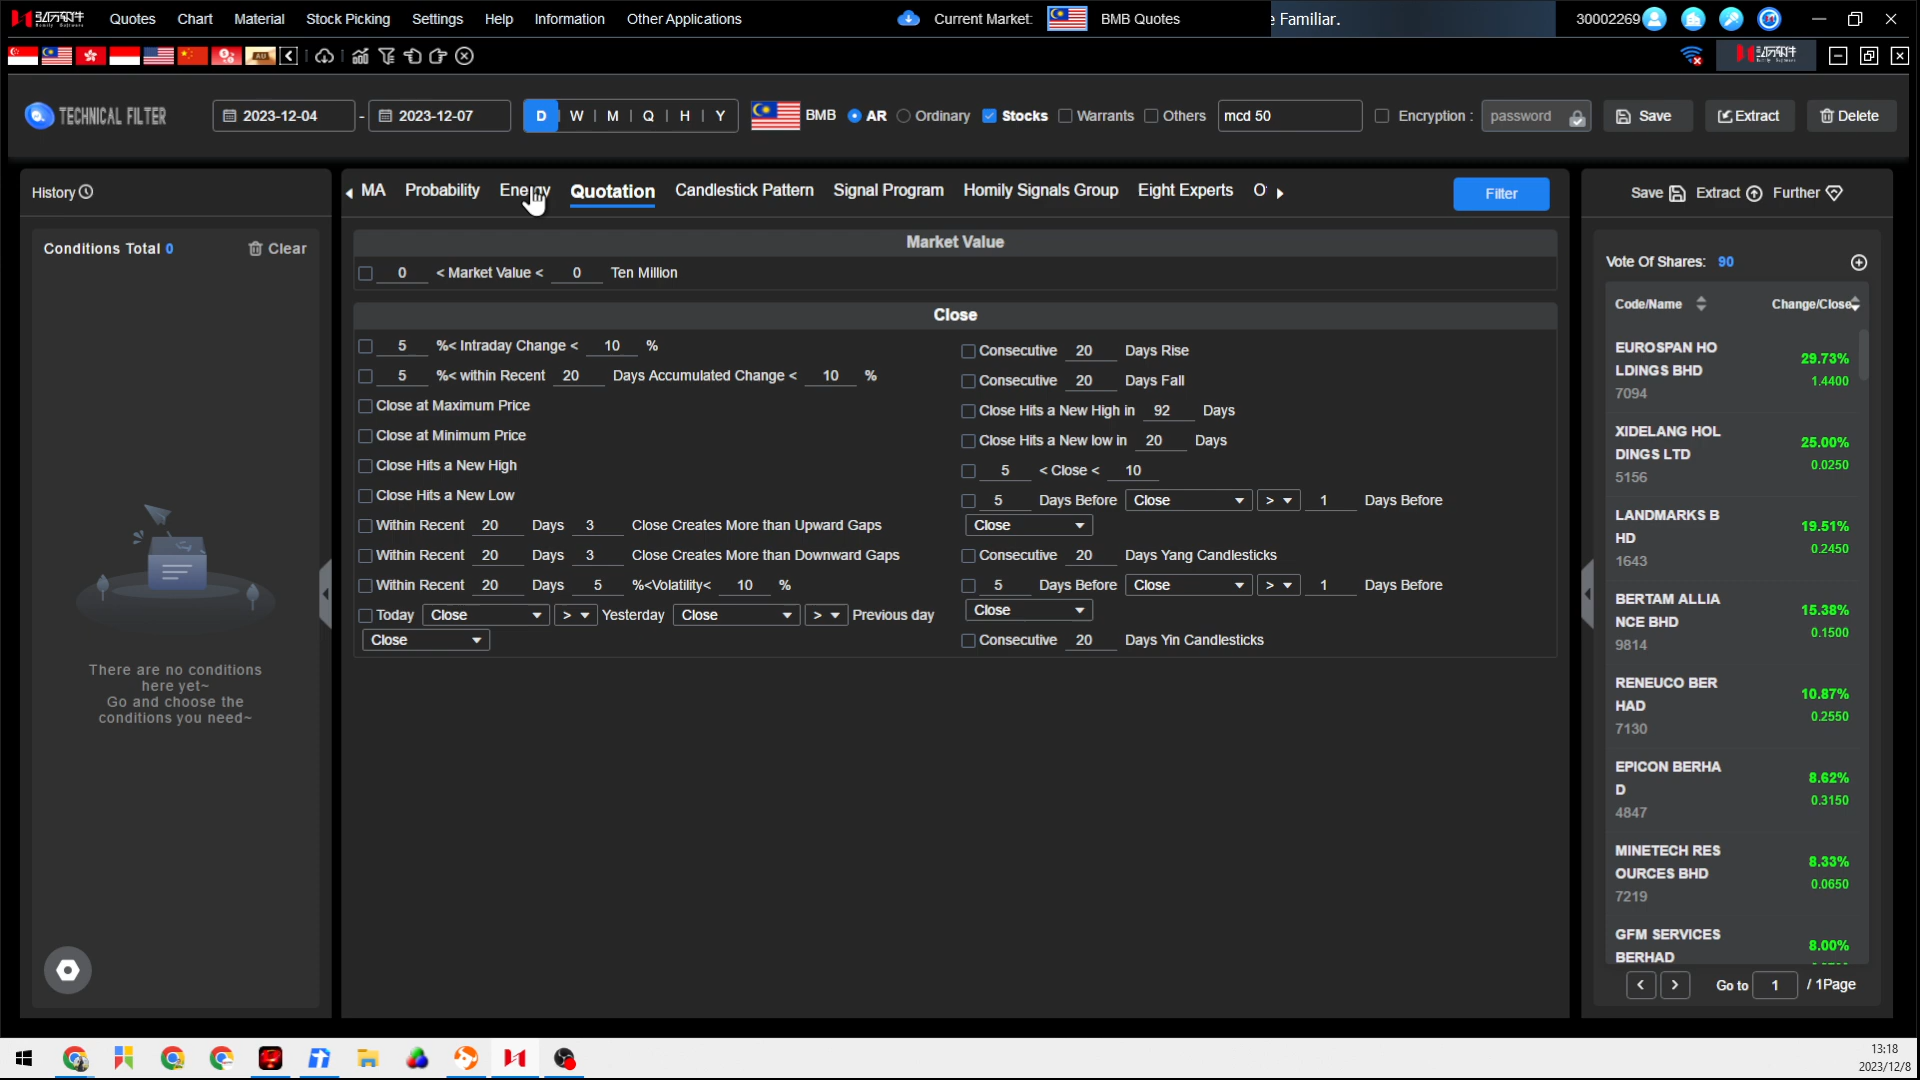 弘历软件 Quotes Chart Material Stock Picking Settings Help Information Other Applications Current Market: BMB Quotes Familiar. 30002269
TECHNICAL FILTER 2023-12-04 - 2023-12-07 D W M Q H Y BMB AR Ordinary Stocks Warrants Others mcd 50 Encryption : password Save Extract Delete
History
MA Probability Energy Quotation Candlestick Pattern Signal Program Homily Signals Group Eight Experts Filter
Save Extract Further
Conditions Total 0 Clear
There are no conditions
here yet~
Go and choose the
conditions you need~
Market Value
0 < Market Value < 0 Ten Million
Close
5 %< Intraday Change < 10 %
5 %< within Recent 20 Days Accumulated Change < 10 %
Close at Maximum Price
Close at Minimum Price
Close Hits a New High
Close Hits a New Low
Within Recent 20 Days 3 Close Creates More than Upward Gaps
Within Recent 20 Days 3 Close Creates More than Downward Gaps
Within Recent 20 Days 5 %<Volatility< 10 %
Today Close > Yesterday Close > Previous day
Close
Consecutive 20 Days Rise
Consecutive 20 Days Fall
Close Hits a New High in 92 Days
Close Hits a New low in 20 Days
5 < Close < 10
5 Days Before Close > 1 Days Before
Close
Consecutive 20 Days Yang Candlesticks
5 Days Before Close > 1 Days Before
Close
Consecutive 20 Days Yin Candlesticks
Vote Of Shares: 90
Code/Name Change/Close
EUROSPAN HO
LDINGS BHD
7094
29.73%
1.4400
XIDELANG HOL
DINGS LTD
5156
25.00%
0.0250
LANDMARKS B
HD
1643
19.51%
0.2450
BERTAM ALLIA
NCE BHD
9814
15.38%
0.1500
RENEUCO BER
HAD
7130
10.87%
0.2550
EPICON BERHA
D
4847
8.62%
0.3150
MINETECH RES
OURCES BHD
7219
8.33%
0.0650
GFM SERVICES
BERHAD
8.00%
Go to 1 / 1Page
13:18
2023/12/8